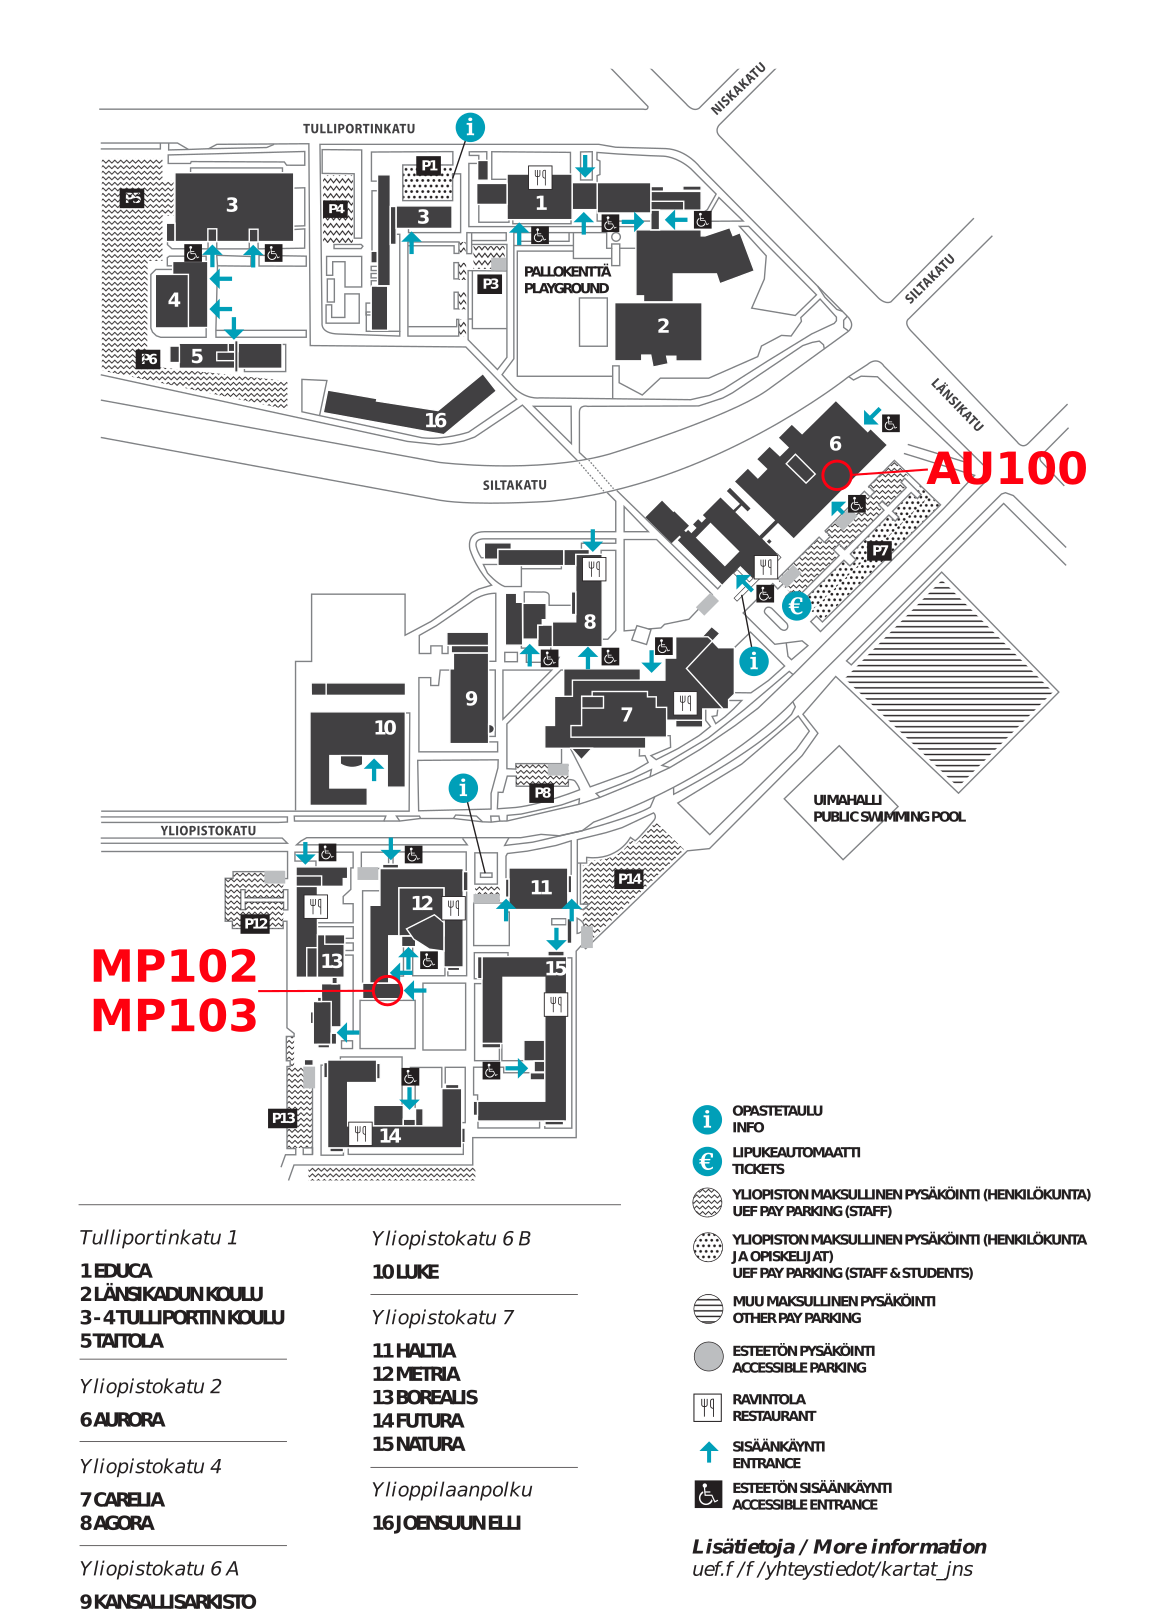 NISKAKATU
TULLIPORTINKATU
i
P1
P5
3
P4
3
1
SILTAKATU
PALLOKENTTÄ
PLAYGROUND
P3
4
2
P6
5
LÄNSIKATU
16
6
AU100
SILTAKATU
P7
€
8
i
9
7
10
i
P8
UIMAHALLI
PUBLIC SWIMMING POOL
YLIOPISTOKATU
P14
11
12
P12
13
15
MP102
MP103
P13
14
i OPASTETAULU
INFO
€ LIPUKEAUTOMAATTI
TICKETS
YLIOPISTON MAKSULLINEN PYSÄKÖINTI (HENKILÖKUNTA)
UEF PAY PARKING (STAFF)
YLIOPISTON MAKSULLINEN PYSÄKÖINTI (HENKILÖKUNTA
JA OPISKELIJAT)
UEF PAY PARKING (STAFF & STUDENTS)
MUU MAKSULLINEN PYSÄKÖINTI
OTHER PAY PARKING
ESTEETÖN PYSÄKÖINTI
ACCESSIBLE PARKING
RAVINTOLA
RESTAURANT
SISÄÄNKÄYNTI
ENTRANCE
ESTEETÖN SISÄÄNKÄYNTI
ACCESSIBLE ENTRANCE
Lisätietoja / More information
uef.f /f /yhteystiedot/kartat_jns
Tulliportinkatu 1
1 EDUCA
2 LÄNSIKADUN KOULU
3 - 4 TULLIPORTIN KOULU
5 TAITOLA
Yliopistokatu 2
6 AURORA
Yliopistokatu 4
7 CARELIA
8 AGORA
Yliopistokatu 6 A
9 KANSALLISARKISTO
Yliopistokatu 6 B
10 LUKE
Yliopistokatu 7
11 HALTIA
12 METRIA
13 BOREALIS
14 FUTURA
15 NATURA
Ylioppilaanpolku
16 JOENSUUN ELLI